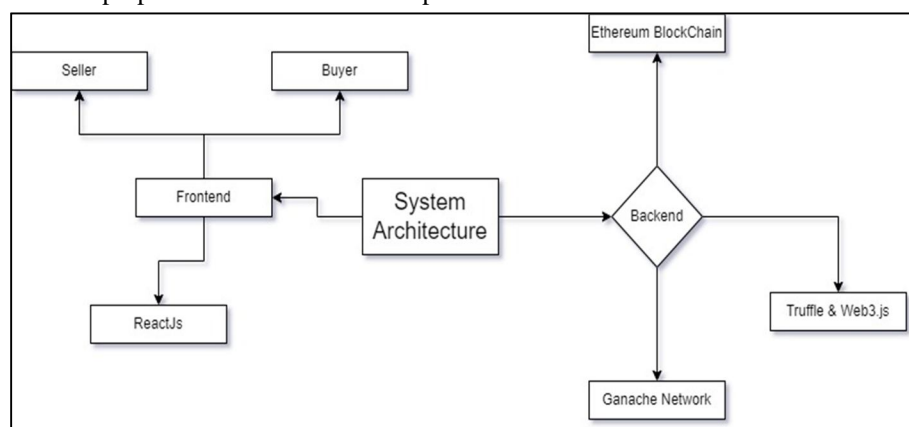 Ethereum BlockChain
Seller
Buyer
Frontend
System
Architecture
Backend
ReactJs
Truffle & Web3.js
Ganache Network